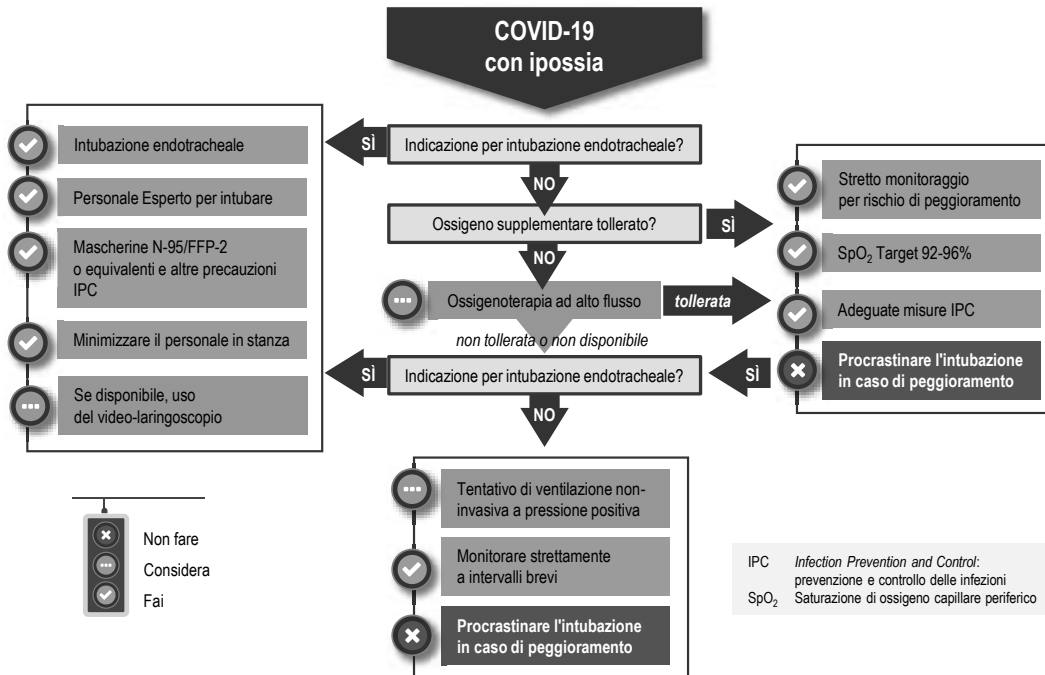 COVID-19
con ipossia
Indicazione per intubazione endotracheale?
SÌ
NO
Intubazione endotracheale
Personale Esperto per intubare
Mascherine N-95/FFP-2
o equivalenti e altre precauzioni
IPC
Minimizzare il personale in stanza
Se disponibile, uso
del video-laringoscopio
Ossigeno supplementare tollerato?
SÌ
NO
Stretto monitoraggio
per rischio di peggioramento
SpO₂ Target 92-96%
Adeguate misure IPC
Procrastinare l'intubazione
in caso di peggioramento
Ossigenoterapia ad alto flusso
tollerata
non tollerata o non disponibile
Indicazione per intubazione endotracheale?
SÌ
SÌ
NO
Tentativo di ventilazione non-
invasiva a pressione positiva
Monitorare strettamente
a intervalli brevi
Procrastinare l'intubazione
in caso di peggioramento
Non fare
Considera
Fai
IPC Infection Prevention and Control:
prevenzione e controllo delle infezioni
SpO₂ Saturazione di ossigeno capillare periferico